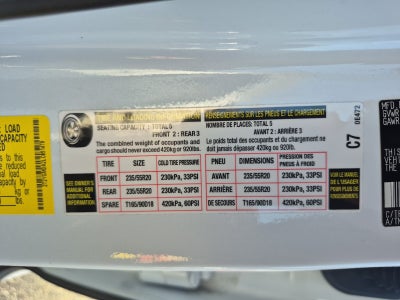 LOAD
CAPACITY
TIRE AND LOADING INFORMATION
SEATING CAPACITY : TOTAL 5
FRONT 2 : REAR 3
The combined weight of occupants and
cargo should never exceed 420kg or 920lbs.
TIRE SIZE COLD TIRE PRESSURE
FRONT 235/55R20 230kPa, 33PSI
REAR 235/55R20 230kPa, 33PSI
SPARE T165/90D18 420kPa, 60PSI
SEE OWNER'S
MANUAL FOR
ADDITIONAL
INFORMATION
RENSEIGNEMENTS SUR LES PNEUS ET LE CHARGEMENT
NOMBRE DE PLACES: TOTAL 5
AVANT 2 : ARRIÈRE 3
Le poids total des occupants et du chargement ne
doit jamais dépasser 420kg ou 920lb.
PNEU DIMENSIONS PRESSION DES PNEUS À FROID
AVANT 235/55R20 230kPa, 33PSI
ARRIÈRE 235/55R20 230kPa, 33PSI
DE SECOURS T165/90D18 420kPa, 60PSI
VOIR LE MANUEL
DE L'USAGER
POUR PLUS DE
RENSEIGNEMENTS
0E472
C7
MFD.
GVWR
GAWR
THIS
VEHI